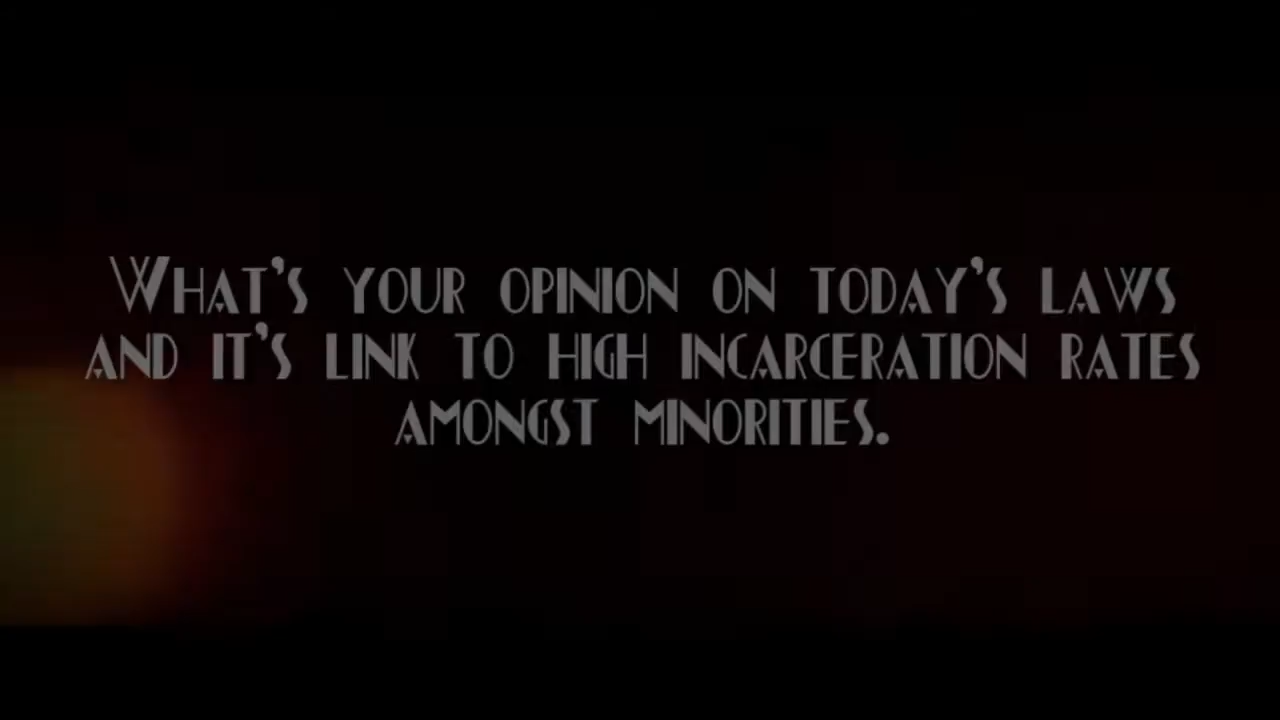 What's your opinion on today's laws
and it's link to high incarceration rates
amongst minorities.